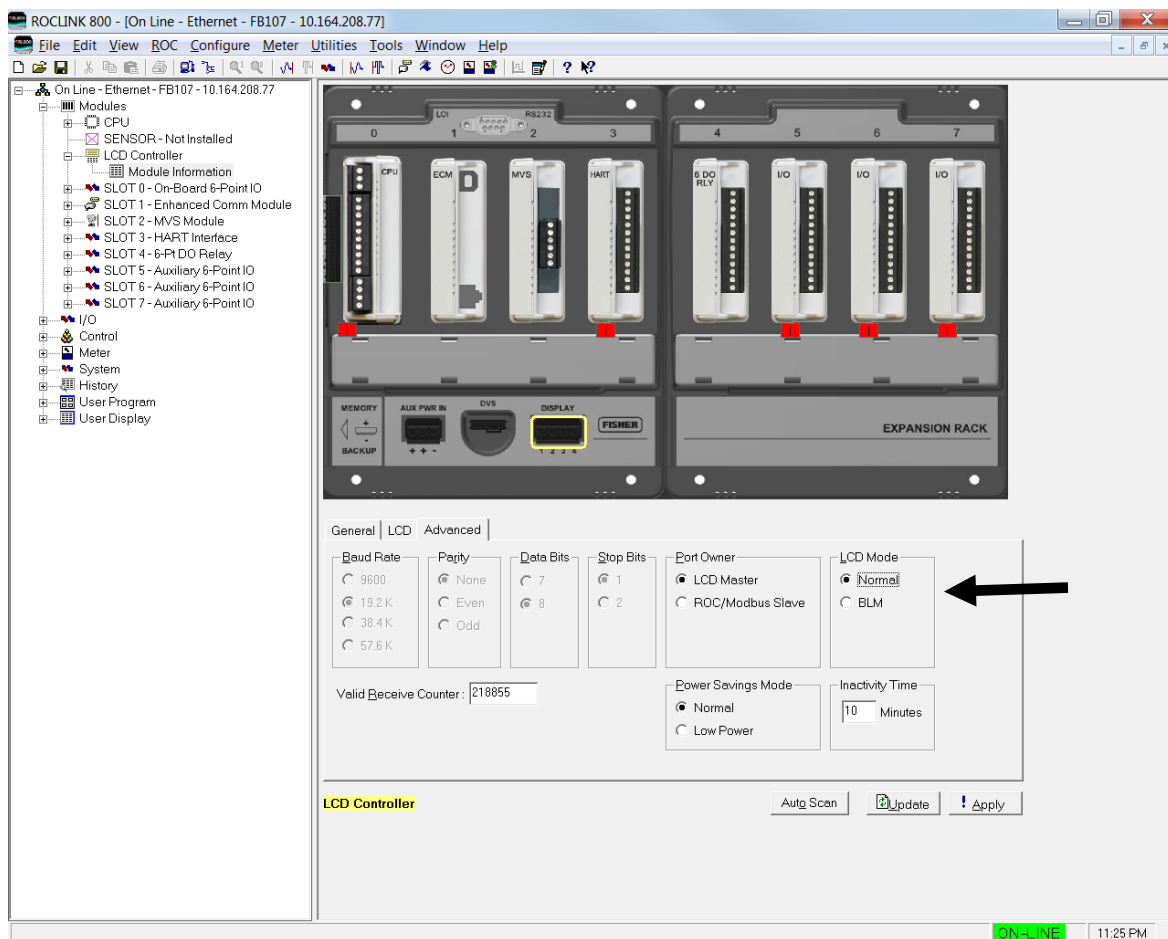 ROCLINK 800 - [On Line - Ethernet - FB107 - 10.164.208.77]
File Edit View ROC Configure Meter Utilities Tools Window Help
On Line - Ethernet - FB107 - 10.164.208.77
Modules
CPU
SENSOR - Not Installed
LCD Controller
Module Information
SLOT 0 - On-Board 6-Point IO
SLOT 1 - Enhanced Comm Module
SLOT 2 - MVS Module
SLOT 3 - HART Interface
SLOT 4 - 6-Pt DO Relay
SLOT 5 - Auxiliary 6-Point IO
SLOT 6 - Auxiliary 6-Point IO
SLOT 7 - Auxiliary 6-Point IO
I/O
Control
Meter
System
History
User Program
User Display
LOI RS232
0 1 2 3 4 5 6 7
CPU ECM D MVS HART 6 DO RLY I/O I/O I/O
I I I I I
MEMORY AUX PWR IN DVS DISPLAY FISHER EXPANSION RACK
BACKUP + + - 1 2 3 4
General LCD Advanced
Baud Rate Parity Data Bits Stop Bits Port Owner LCD Mode
9600 None 7 1 LCD Master Normal
19.2 K Even 8 2 ROC/Modbus Slave BLM
38.4 K Odd
57.6 K
Valid Receive Counter : 218855
Power Savings Mode Inactivity Time
Normal 10 Minutes
Low Power
LCD Controller Auto Scan Update ! Apply
ON-LINE 11:25 PM